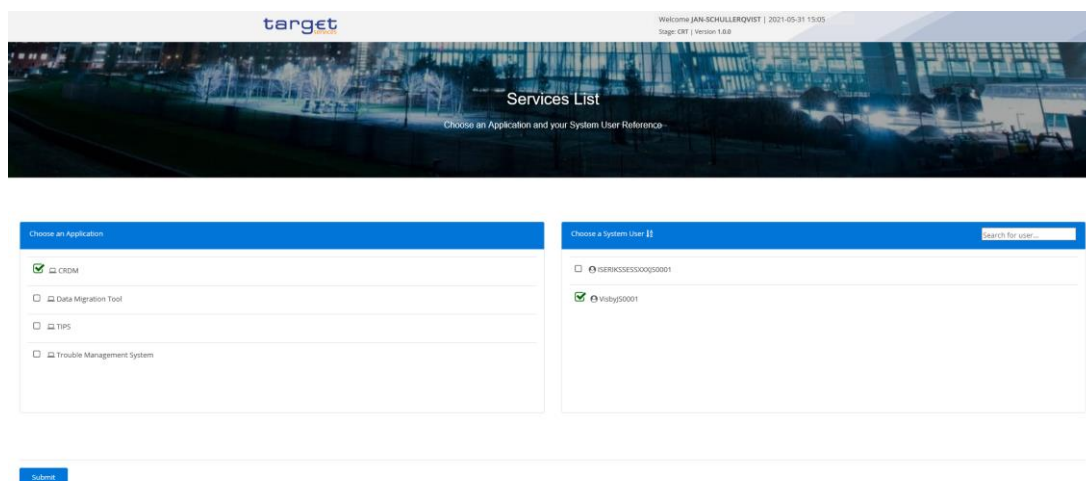 target
services
Welcome JAN-SCHULLERQVIST | 2021-05-31 15:05
Stage: CRT | Version 1.0.0
Services List
Choose an Application and your System User Reference
Choose an Application
CRDM
Data Migration Tool
TIPS
Trouble Management System
Choose a System User
Search for user...
ISERIKSSESSXXXJS0001
VisbyJS0001
Submit